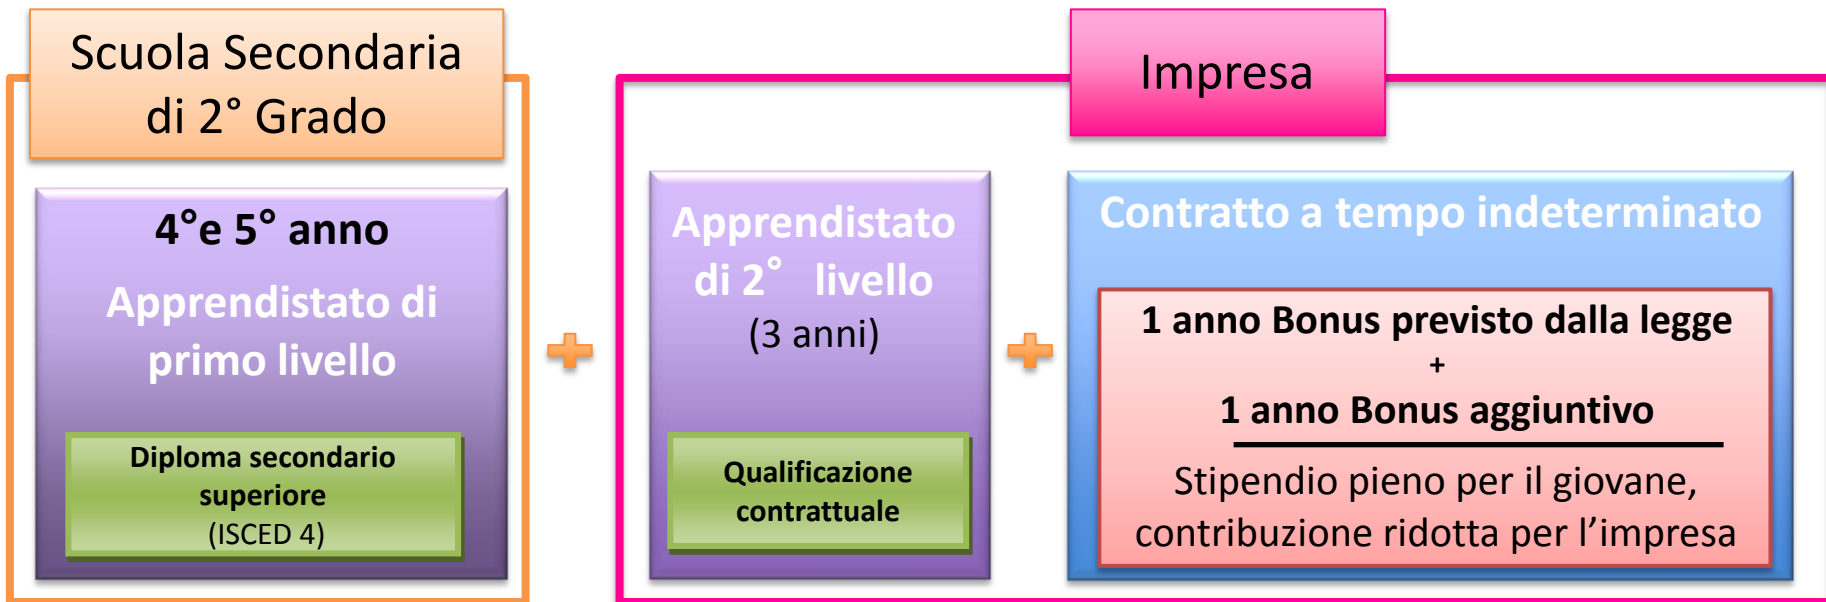 Scuola Secondaria
di 2° Grado
4°e 5° anno
Apprendistato di
primo livello
Diploma secondario
superiore
(ISCED 4)
Impresa
Apprendistato
di 2° livello
(3 anni)
Qualificazione
contrattuale
Contratto a tempo indeterminato
1 anno Bonus previsto dalla legge
+
1 anno Bonus aggiuntivo
Stipendio pieno per il giovane,
contribuzione ridotta per l’impresa